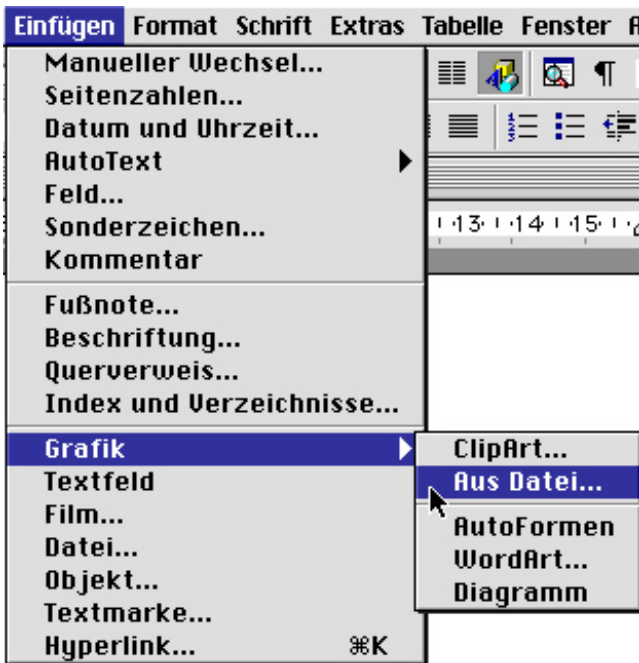 Einfügen Format Schrift Extras Tabelle Fenster
Manueller Wechsel...
Seitenzahlen...
Datum und Uhrzeit...
AutoText
Feld...
Sonderzeichen...
Kommentar
13 14 15
Fußnote...
Beschriftung...
Querverweis...
Index und Verzeichnisse...
Grafik
Textfeld
Film...
Datei...
Objekt...
Textmarke...
Hyperlink... ⌘K
ClipArt...
Aus Datei...
AutoFormen
WordArt...
Diagramm